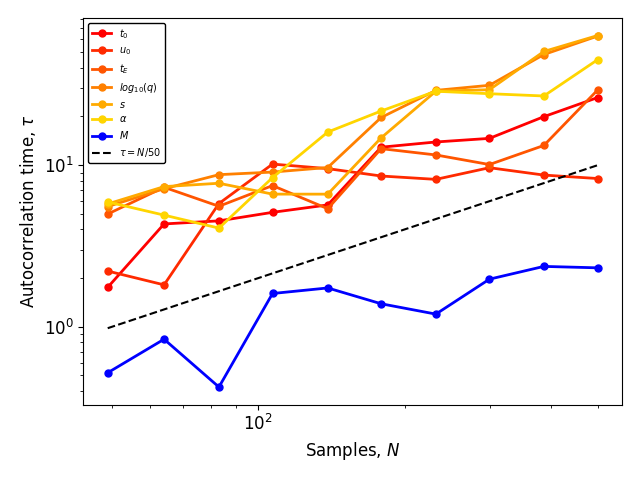 t₀
u₀
t_E
log₁₀(q)
s
α
M
τ = N/50
10¹
10⁰
10²
Autocorrelation time, τ
Samples, N